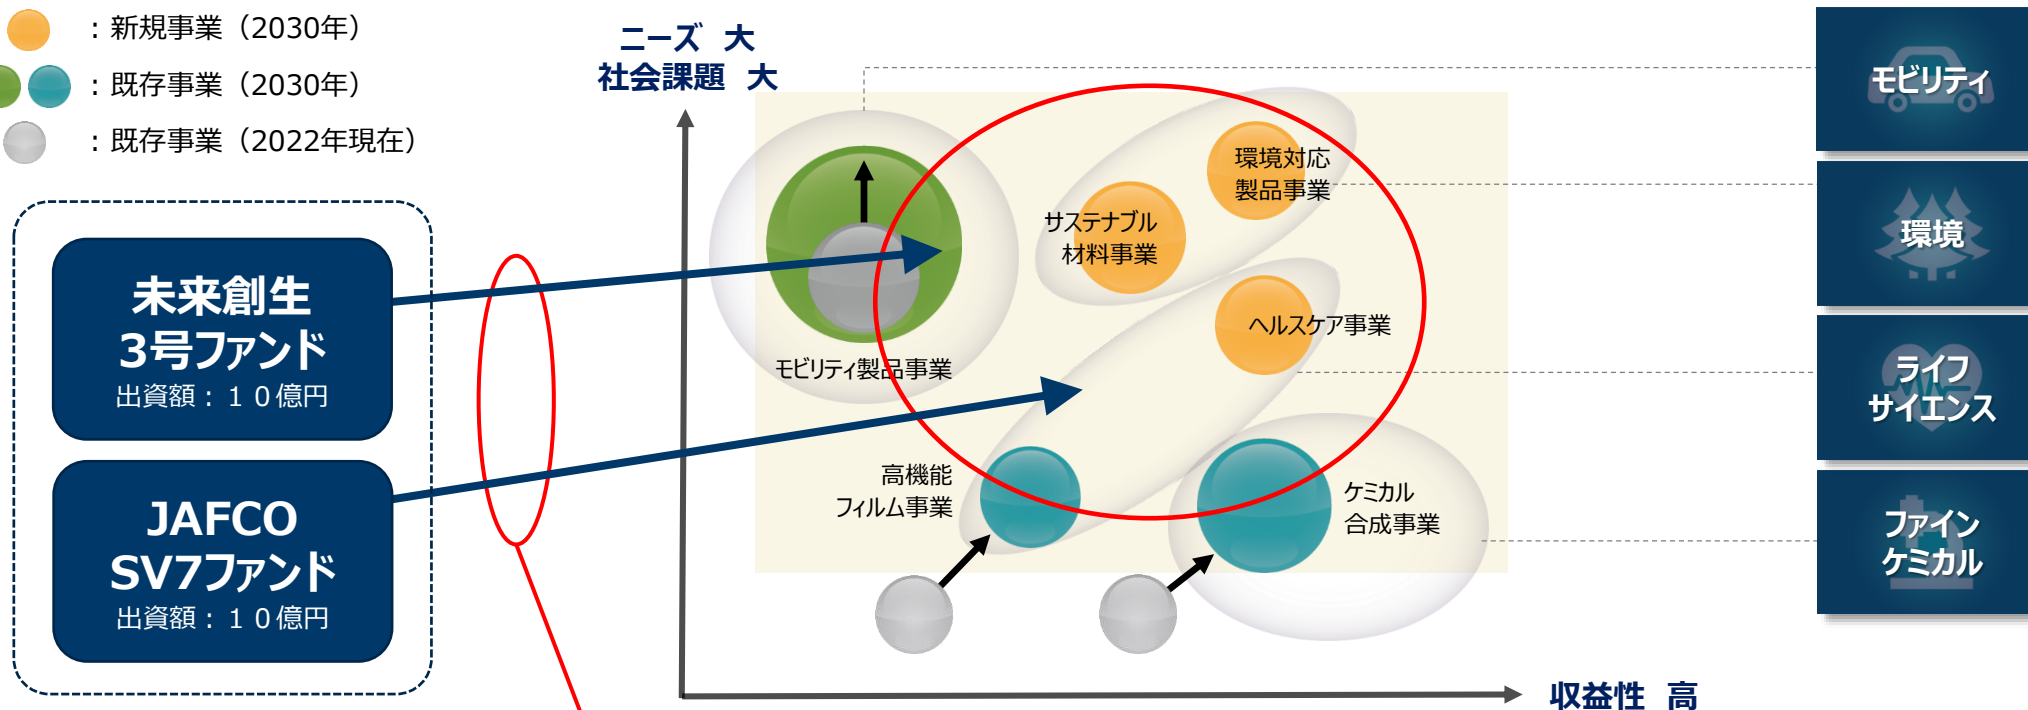 ：新規事業（2030年）
：既存事業（2030年）
：既存事業（2022年現在）
未来創生
3号ファンド
出資額：１０億円
JAFCO
SV7ファンド
出資額：１０億円
ニーズ 大
社会課題 大
環境対応
製品事業
サステナブル
材料事業
ヘルスケア事業
モビリティ製品事業
高機能
フィルム事業
ケミカル
合成事業
収益性 高
モビリティ
環境
ライフ
サイエンス
ファイン
ケミカル